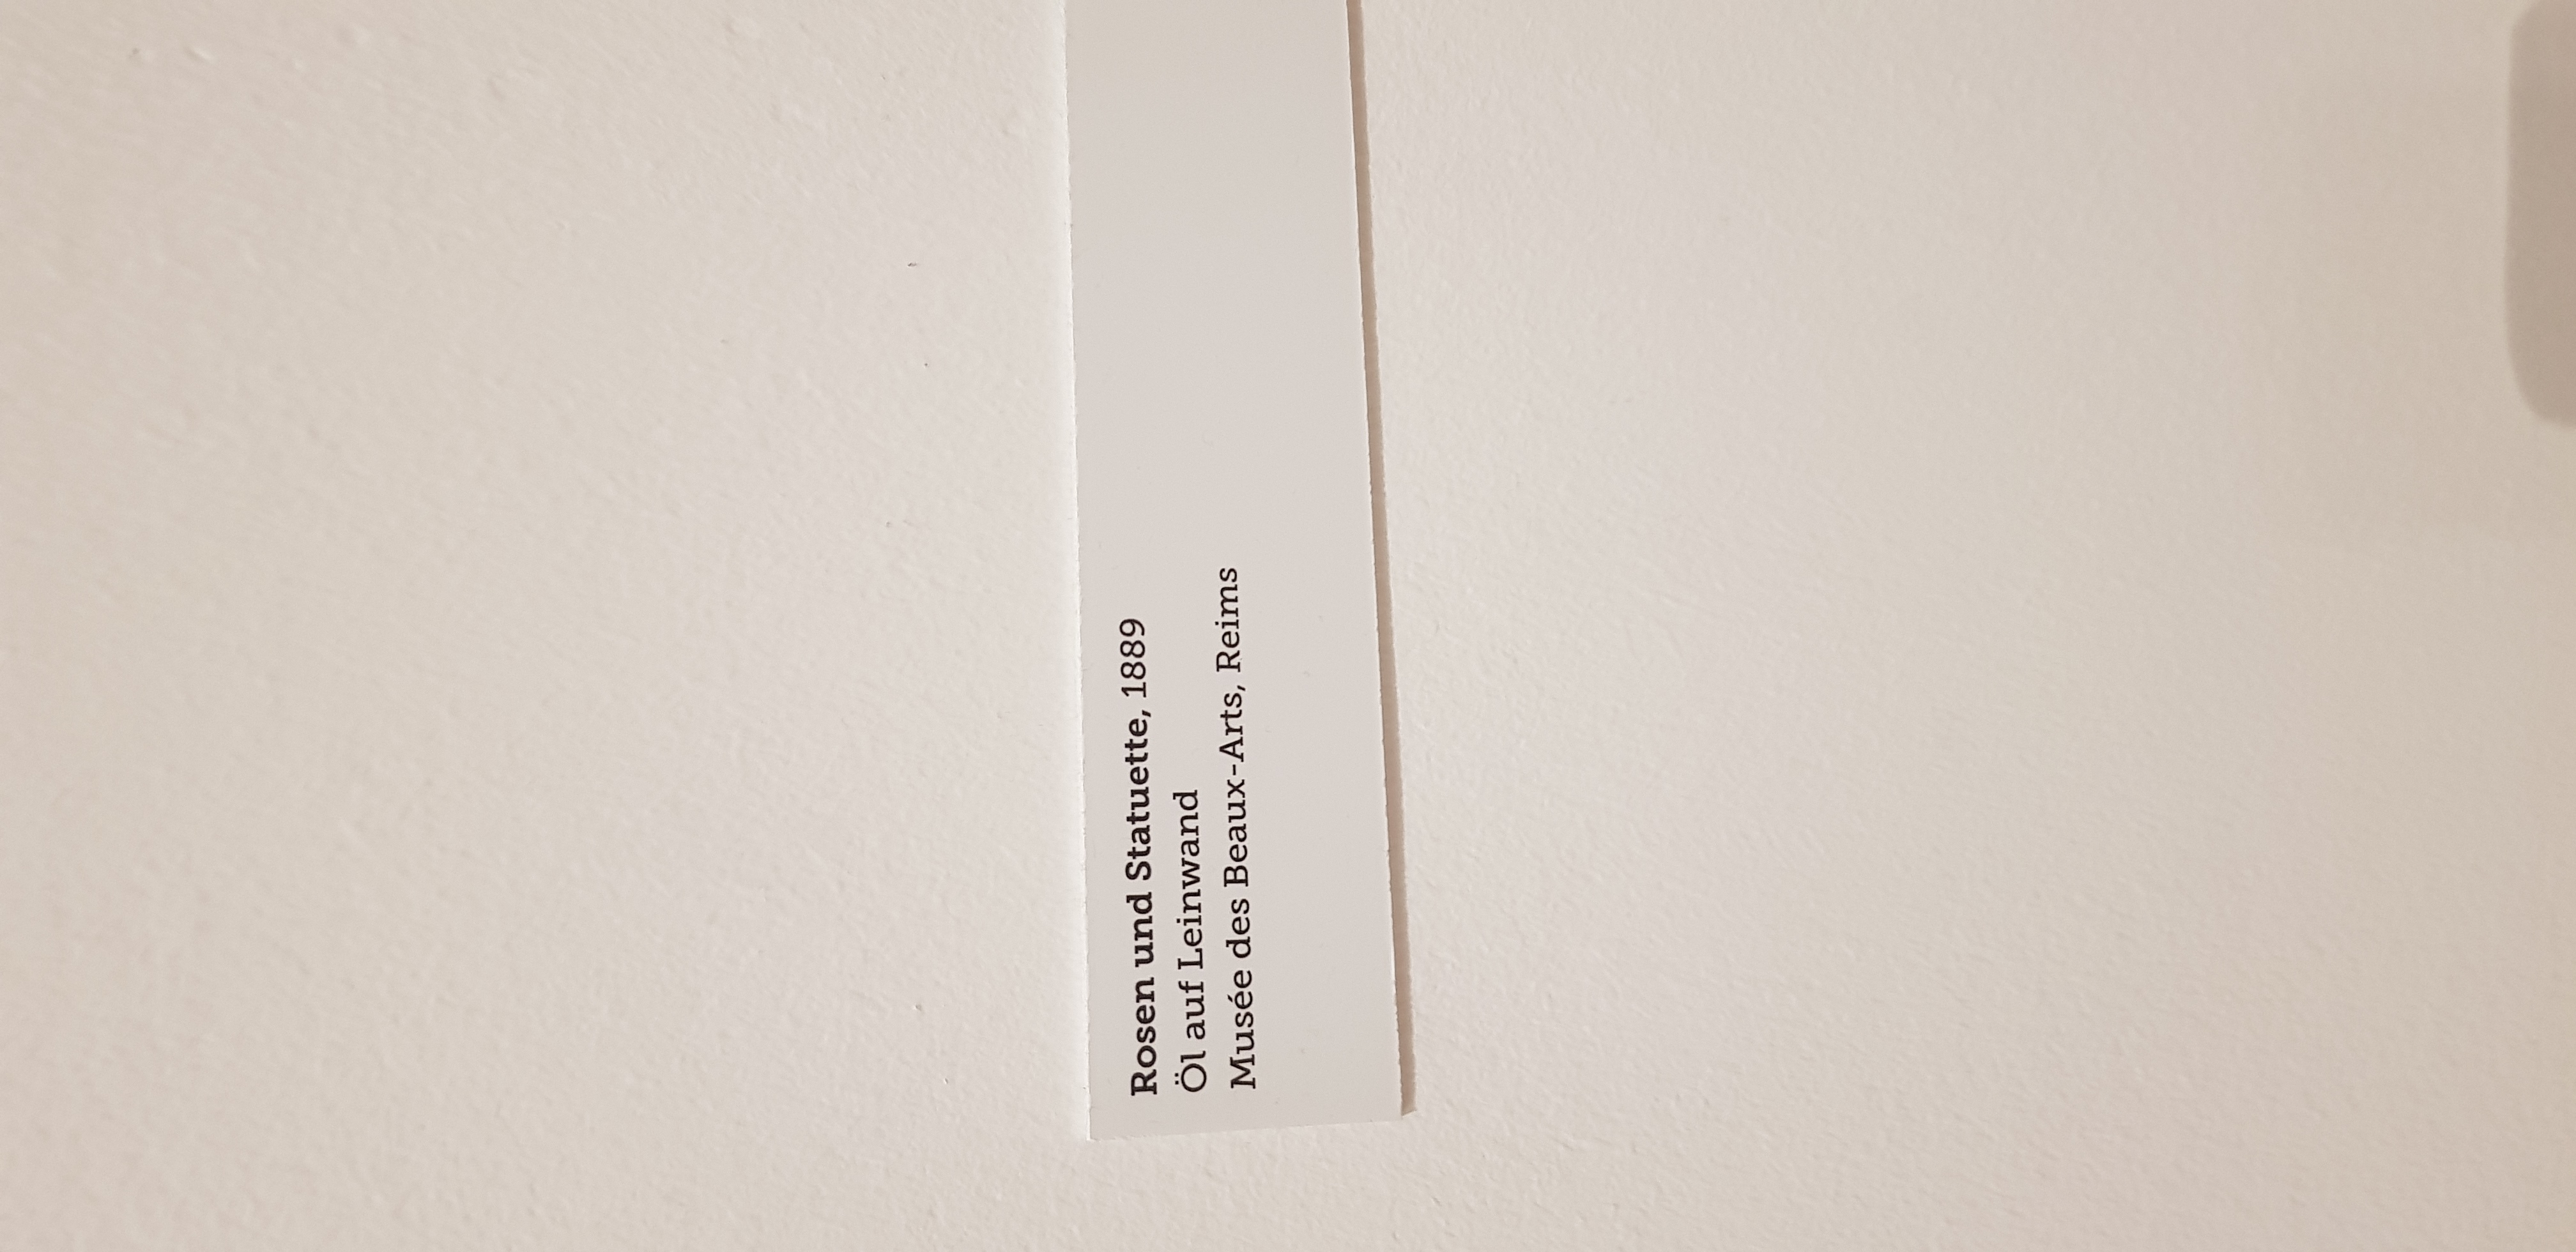 Rosen und Statuette, 1889
Öl auf Leinwand
Musée des Beaux-Arts, Reims